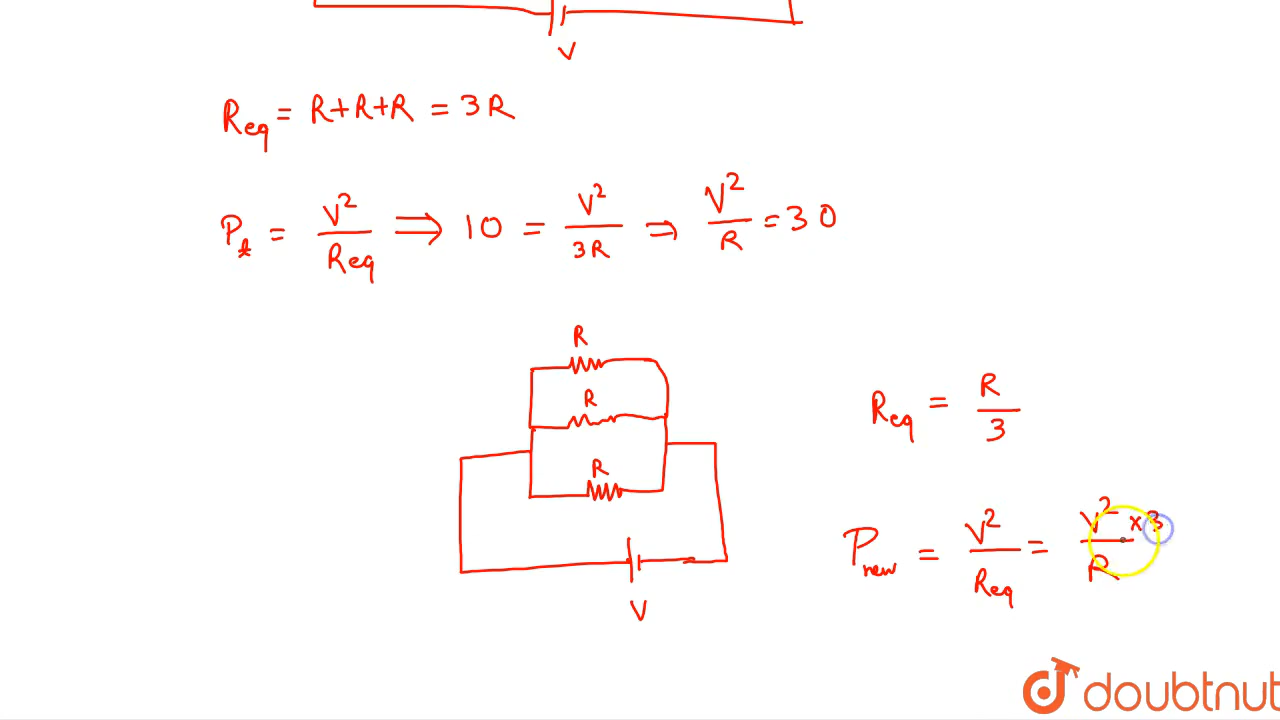 V
Req = R+R+R = 3R
Pt = V²/Req ⇒ 10 = V²/3R ⇒ V²/R = 30
R
R
R
V
Req = R/3
Pnew = V²/Req = V²/R ×3
doubtnut